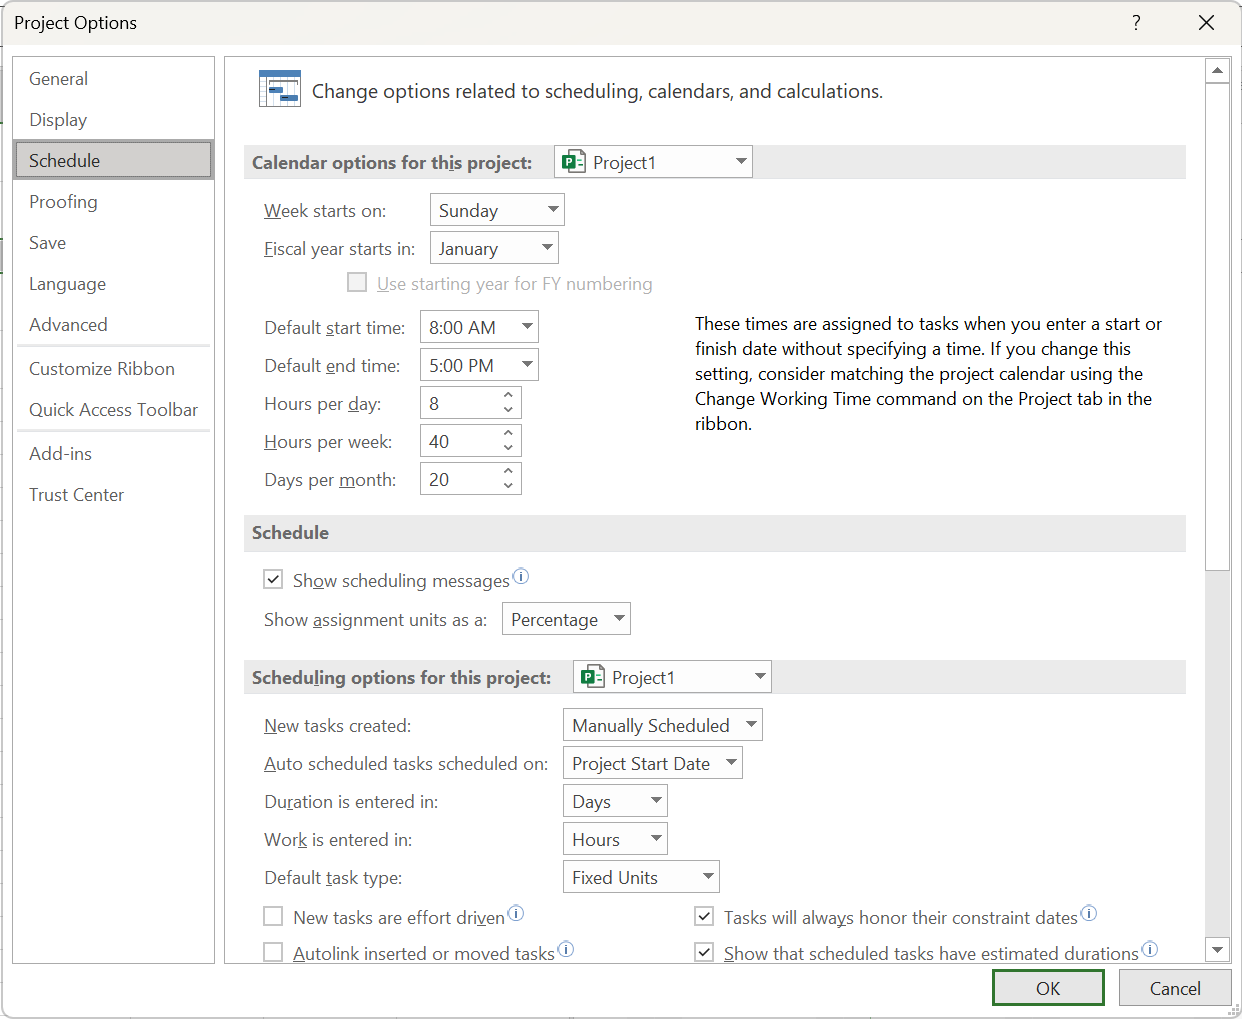 Project Options
?
General
Display
Schedule
Proofing
Save
Language
Advanced
Customize Ribbon
Quick Access Toolbar
Add-ins
Trust Center
Change options related to scheduling, calendars, and calculations.
Calendar options for this project: Project1
Week starts on: Sunday
Fiscal year starts in: January
Use starting year for FY numbering
Default start time: 8:00 AM
Default end time: 5:00 PM
Hours per day: 8
Hours per week: 40
Days per month: 20
These times are assigned to tasks when you enter a start or
finish date without specifying a time. If you change this
setting, consider matching the project calendar using the
Change Working Time command on the Project tab in the
ribbon.
Schedule
Show scheduling messages
Show assignment units as a: Percentage
Scheduling options for this project: Project1
New tasks created: Manually Scheduled
Auto scheduled tasks scheduled on: Project Start Date
Duration is entered in: Days
Work is entered in: Hours
Default task type: Fixed Units
New tasks are effort driven
Tasks will always honor their constraint dates
Autolink inserted or moved tasks
Show that scheduled tasks have estimated durations
OK
Cancel